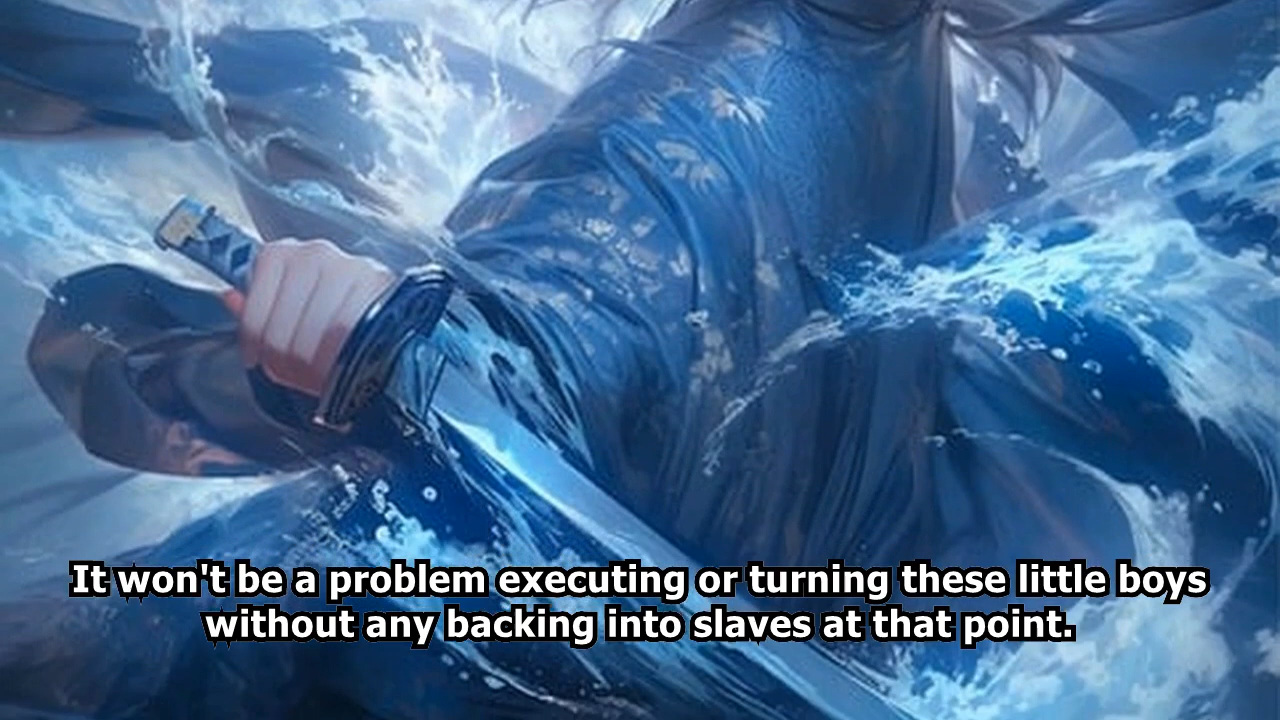 It won't be a problem executing or turning these little boys
without any backing into slaves at that point.